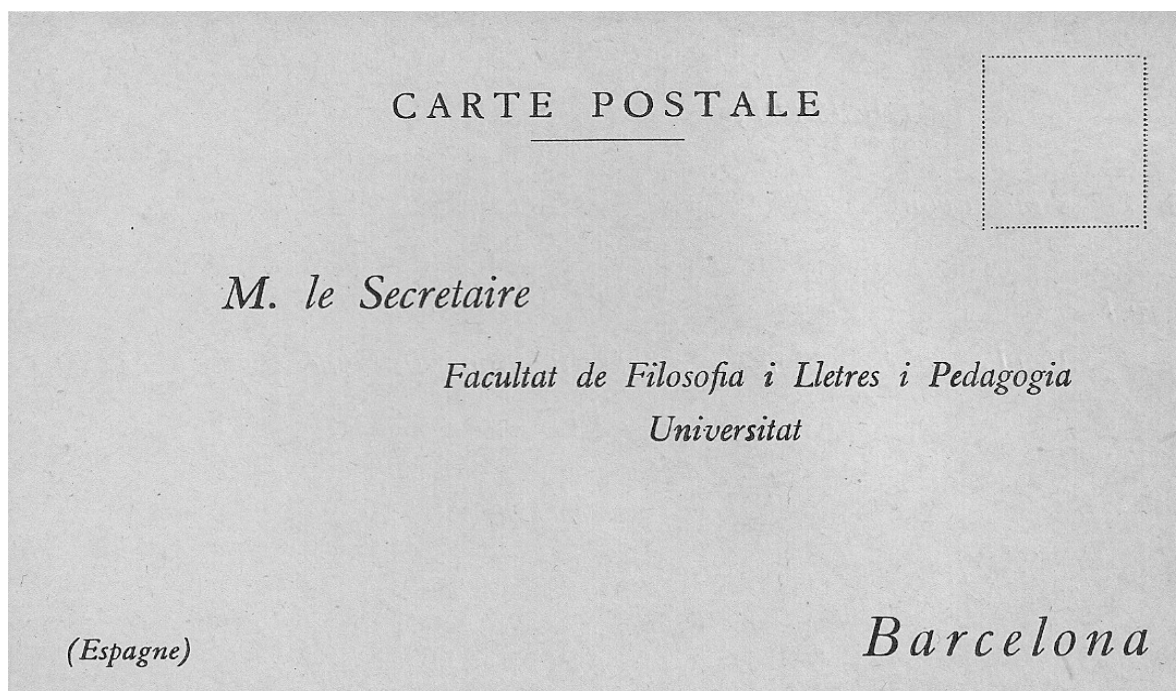 CARTE POSTALE
M. le Secretaire
Facultat de Filosofia i Lletres i Pedagogia
Universitat
(Espagne)
Barcelona